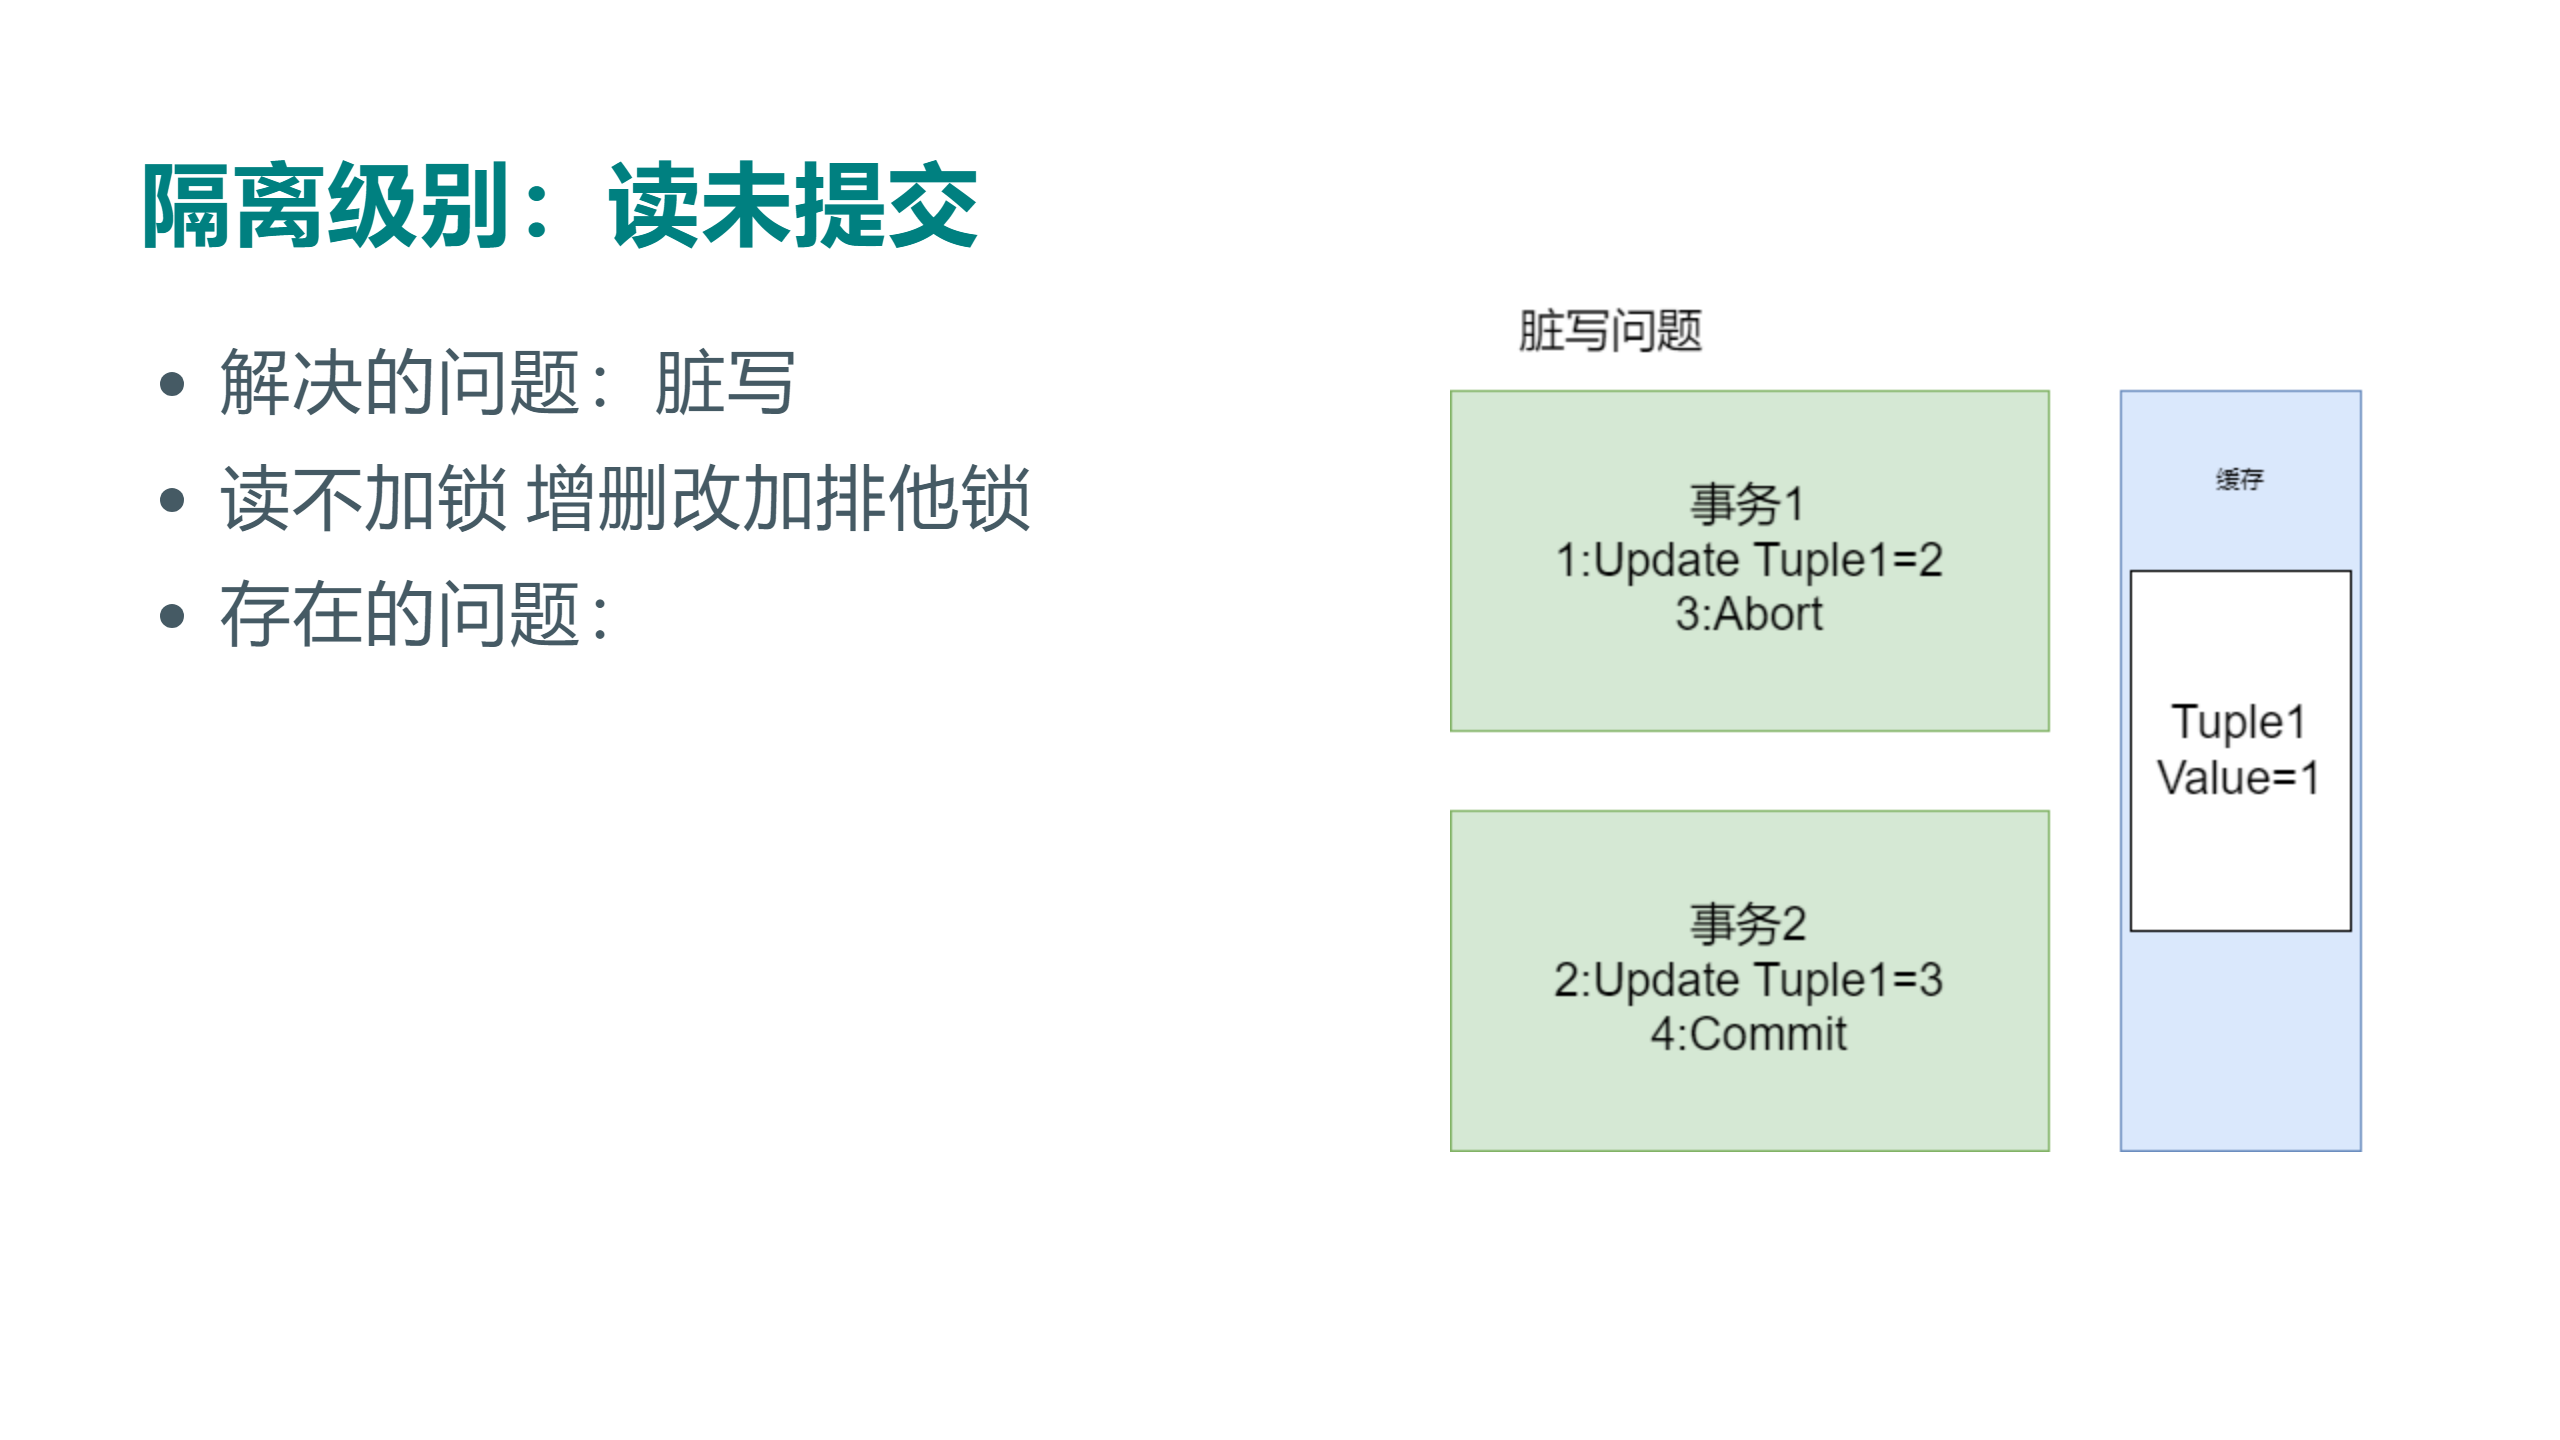 隔离级别：读未提交
解决的问题：脏写
读不加锁 增删改加排他锁
存在的问题：
脏写问题
事务1
1:Update Tuple1=2
3:Abort
事务2
2:Update Tuple1=3
4:Commit
缓存
Tuple1
Value=1